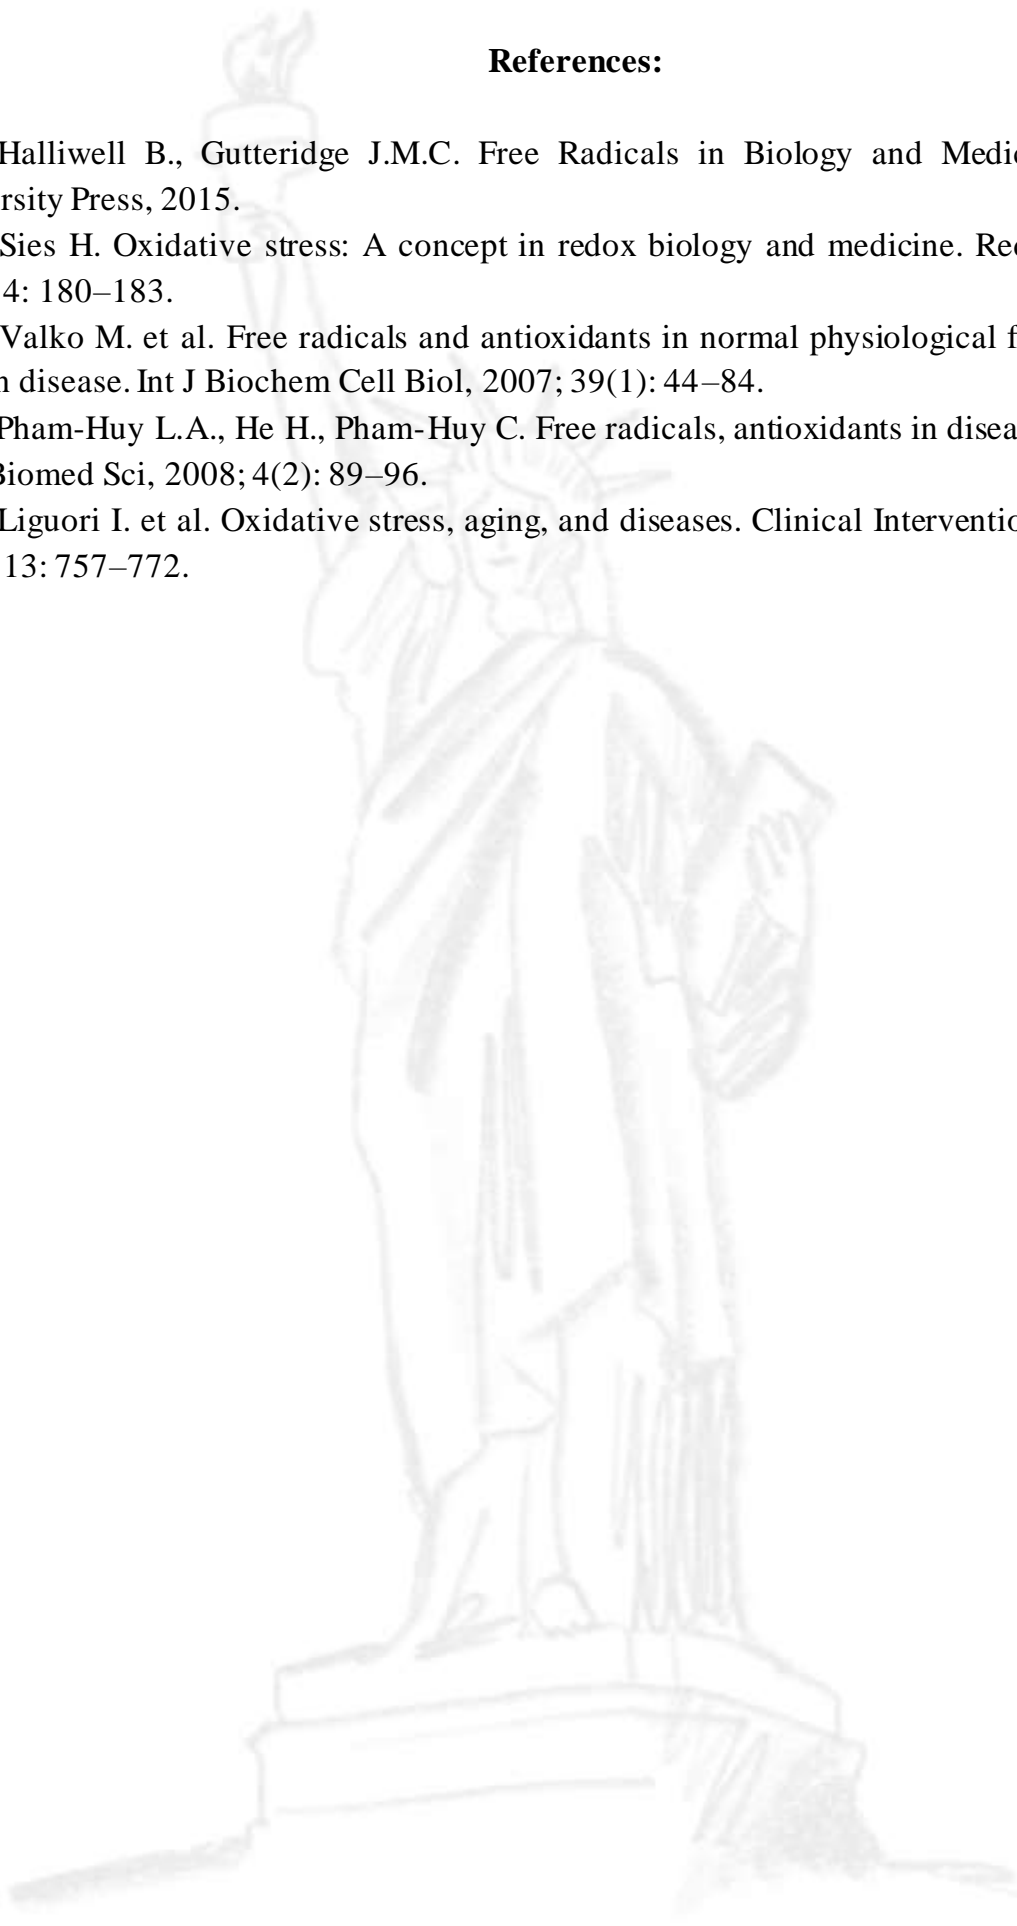 References:
Halliwell B., Gutteridge J.M.C. Free Radicals in Biology and Medic
rsity Press, 2015.
Sies H. Oxidative stress: A concept in redox biology and medicine. Re
4: 180–183.
Valko M. et al. Free radicals and antioxidants in normal physiological f
n disease. Int J Biochem Cell Biol, 2007; 39(1): 44–84.
Pham-Huy L.A., He H., Pham-Huy C. Free radicals, antioxidants in disea
Biomed Sci, 2008; 4(2): 89–96.
Liguori I. et al. Oxidative stress, aging, and diseases. Clinical Interventio
13: 757–772.